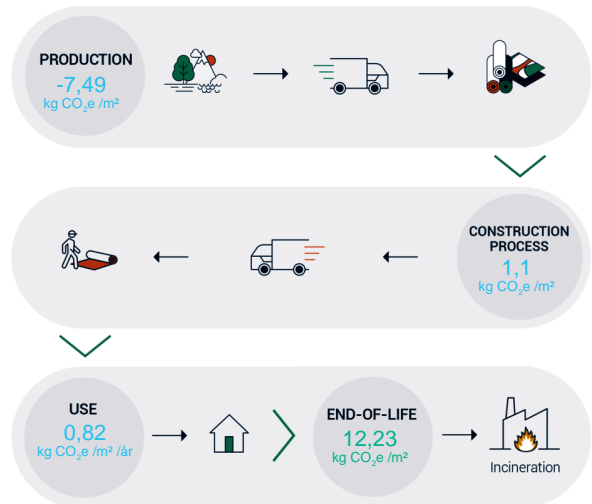 PRODUCTION
-7,49
kg CO₂e /m²
CONSTRUCTION
PROCESS
1,1
kg CO₂e /m²
USE
0,82
kg CO₂e /m² /år
END-OF-LIFE
12,23
kg CO₂e /m²
Incineration